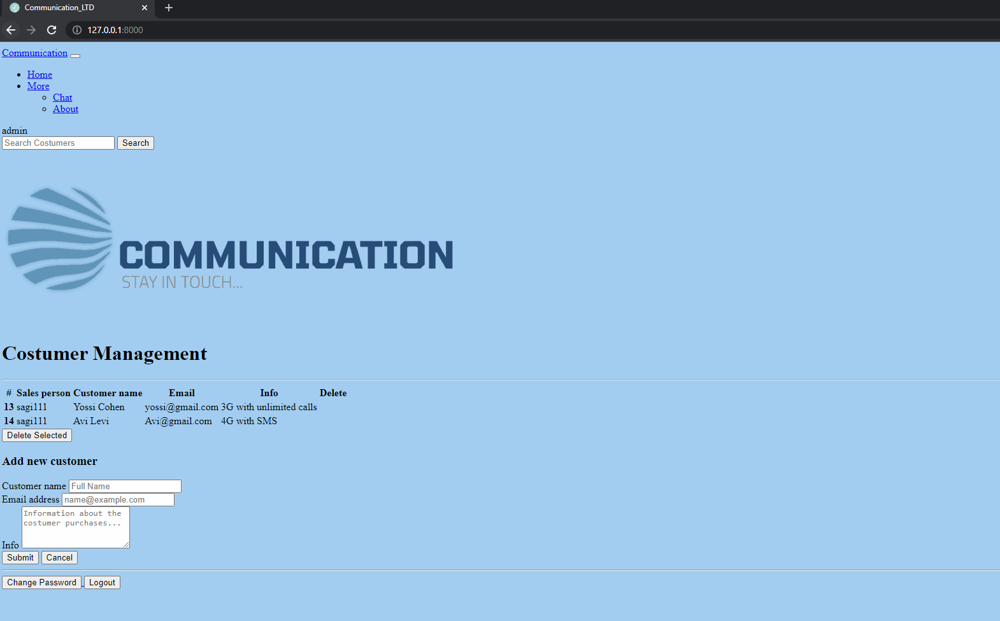 Communication_LTD
127.0.0.1:8000
Communication
Home
More
Chat
About
admin
Search Costumers Search
COMMUNICATION
STAY IN TOUCH...
Costumer Management
# Sales person Customer name Email Info Delete
13 sagi111 Yossi Cohen yossi@gmail.com 3G with unlimited calls
14 sagi111 Avi Levi Avi@gmail.com 4G with SMS
Delete Selected
Add new customer
Customer name Full Name
Email address name@example.com
Information about the
costumer purchases...
Info
Submit Cancel
Change Password Logout